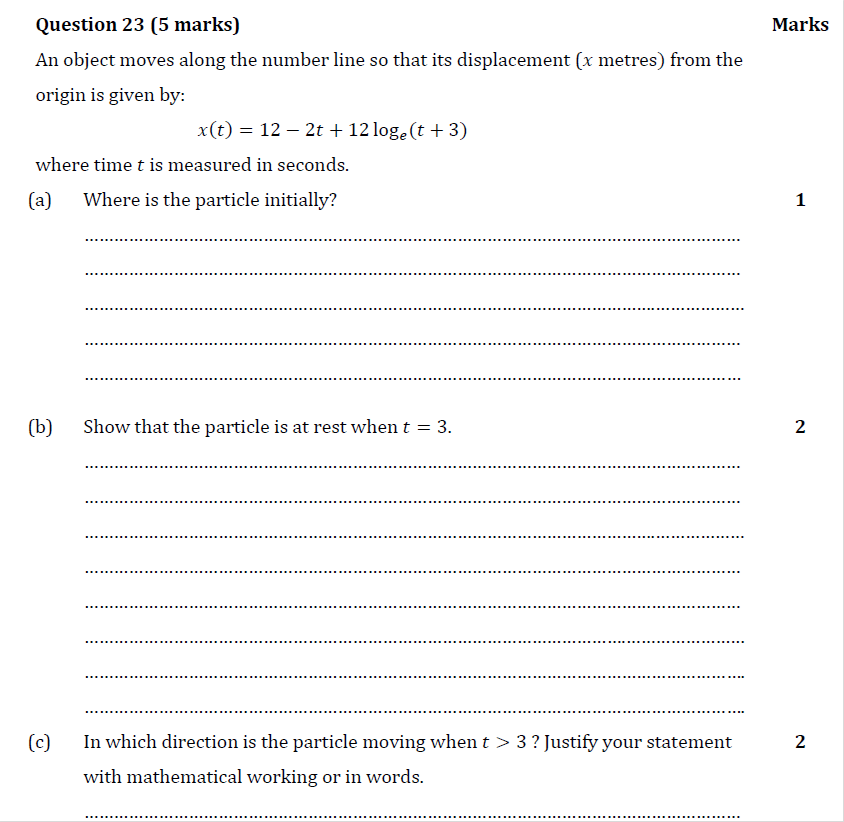 Question 23 (5 marks) Marks
An object moves along the number line so that its displacement (x metres) from the
origin is given by:
x(t) = 12 − 2t + 12 logₑ(t + 3)
where time t is measured in seconds.
(a) Where is the particle initially? 1
(b) Show that the particle is at rest when t = 3. 2
(c) In which direction is the particle moving when t > 3 ? Justify your statement 2
with mathematical working or in words.